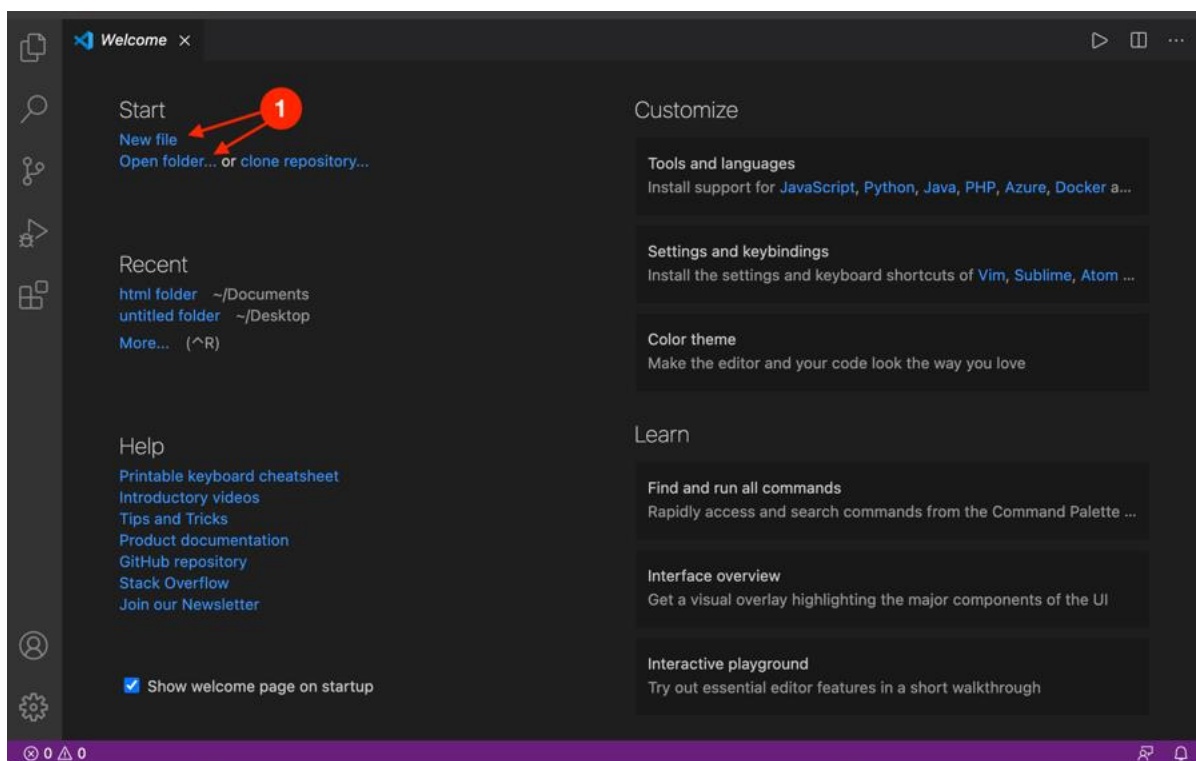 Welcome
Start
1
New file
Open folder... or clone repository...
Recent
html folder ~/Documents
untitled folder ~/Desktop
More... (^R)
Help
Printable keyboard cheatsheet
Introductory videos
Tips and Tricks
Product documentation
GitHub repository
Stack Overflow
Join our Newsletter
Show welcome page on startup
Customize
Tools and languages
Install support for JavaScript, Python, Java, PHP, Azure, Docker a...
Settings and keybindings
Install the settings and keyboard shortcuts of Vim, Sublime, Atom ...
Color theme
Make the editor and your code look the way you love
Learn
Find and run all commands
Rapidly access and search commands from the Command Palette ...
Interface overview
Get a visual overlay highlighting the major components of the UI
Interactive playground
Try out essential editor features in a short walkthrough
0 0